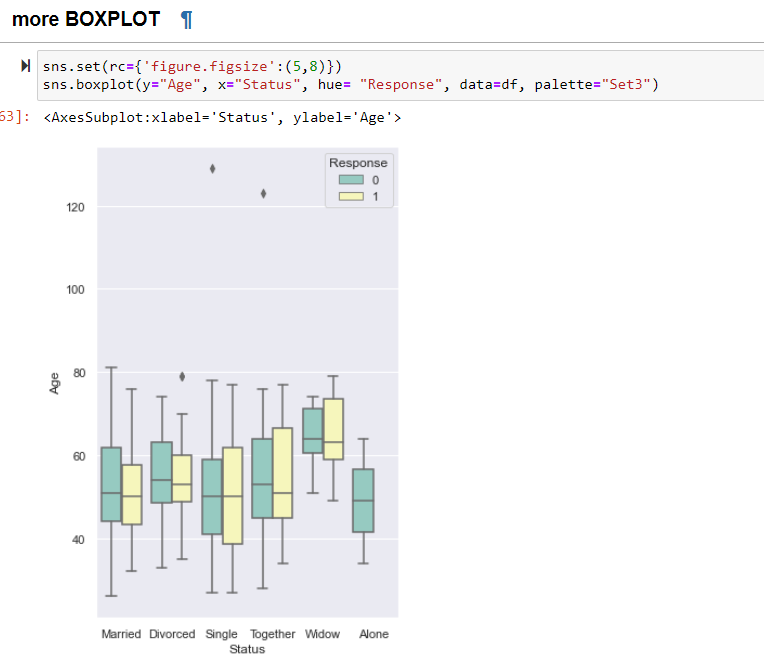 more BOXPLOT ¶
sns.set(rc={'figure.figsize':(5,8)})
sns.boxplot(y="Age", x="Status", hue= "Response", data=df, palette="Set3")
63]: <AxesSubplot:xlabel='Status', ylabel='Age'>
Response
0
1
120
100
80
60
40
Age
Married Divorced Single Together Widow Alone
Status